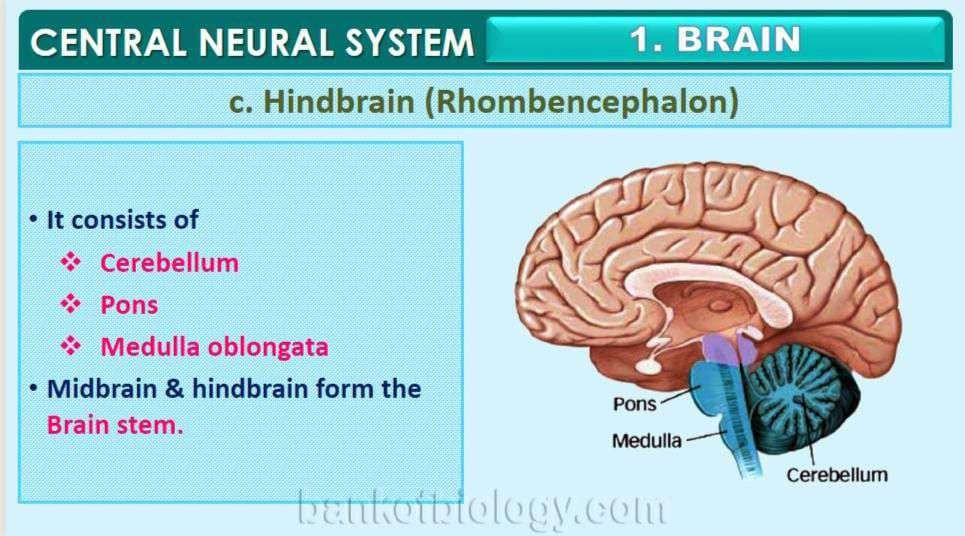 CENTRAL NEURAL SYSTEM
1. BRAIN
c. Hindbrain (Rhombencephalon)
• It consists of
❖ Cerebellum
❖ Pons
❖ Medulla oblongata
• Midbrain & hindbrain form the
Brain stem.
Pons
Medulla
Cerebellum
bankofbiology.com